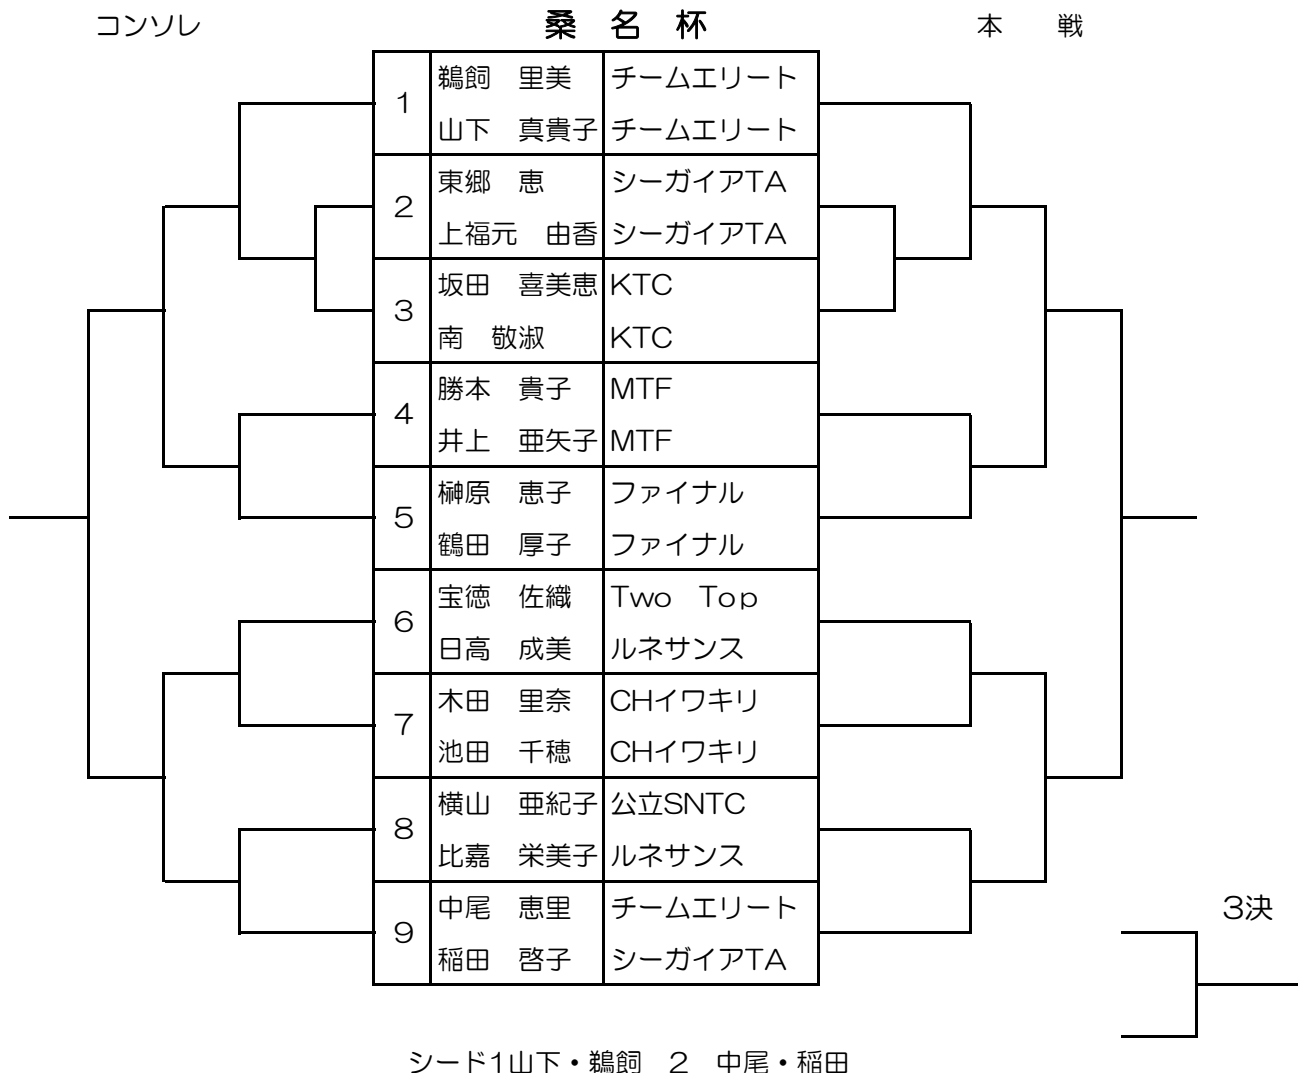 コンソレ　桑　名　杯　本　戦
1　鵜飼　里美　チームエリート
山下　真貴子　チームエリート
2　東郷　恵　シーガイアTA
上福元　由香　シーガイアTA
3　坂田　喜美恵　KTC
南　敬淑　KTC
4　勝本　貴子　MTF
井上　亜矢子　MTF
5　榊原　恵子　ファイナル
鶴田　厚子　ファイナル
6　宝徳　佐織　Two　Top
日高　成美　ルネサンス
7　木田　里奈　CHイワキリ
池田　千穂　CHイワキリ
8　横山　亜紀子　公立SNTC
比嘉　栄美子　ルネサンス
9　中尾　恵里　チームエリート
稲田　啓子　シーガイアTA
3決
シード1山下・鵜飼　2　中尾・稲田